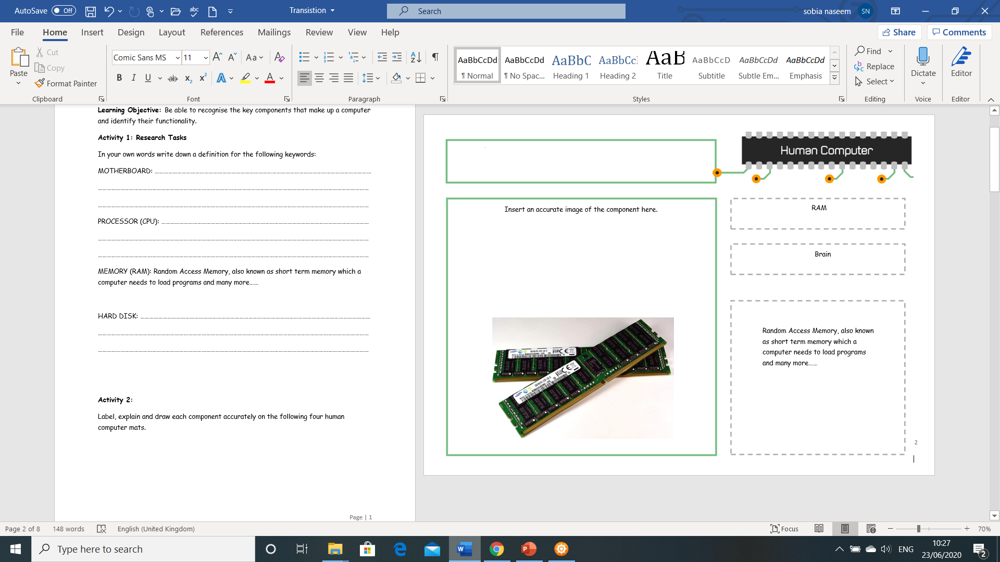 AutoSave Off Transistion Search sobia naseem SN
File Home Insert Design Layout References Mailings Review View Help Share Comments
Paste
Cut
Copy
Format Painter
Clipboard
Comic Sans MS 11
Font
Paragraph
AaBbCcDd AaBbCcDd AaBbC AaBbCcl AaB AaBbCcD AaBbCcDd AaBbCcDd
¶ Normal ¶ No Spac... Heading 1 Heading 2 Title Subtitle Subtle Em... Emphasis
Styles
Find
Replace
Select
Editing
Dictate
Voice
Editor
Editor
Learning Objective: Be able to recognise the key components that make up a computer
and identify their functionality.
Activity 1: Research Tasks
In your own words write down a definition for the following keywords:
MOTHERBOARD:
PROCESSOR (CPU):
MEMORY (RAM): Random Access Memory, also known as short term memory which a
computer needs to load programs and many more......
HARD DISK:
Activity 2:
Label, explain and draw each component accurately on the following four human
computer mats.
Page | 1
Human Computer
Insert an accurate image of the component here.
RAM
Brain
Random Access Memory, also known
as short term memory which a
computer needs to load programs
and many more......
2
Page 2 of 8 148 words English (United Kingdom) Focus 70%
Type here to search
ENG
10:27
23/06/2020
2